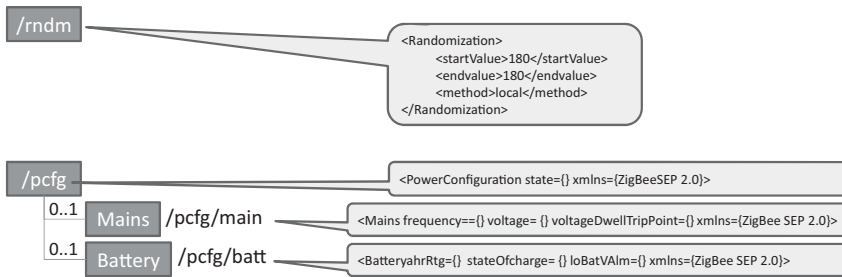 /rndm
<Randomization>
<startValue>180</startValue>
<endvalue>180</endvalue>
<method>local</method>
</Randomization>
/pcfg
<PowerConfiguration state={} xmlns={ZigBeeSEP 2.0}>
0..1 Mains /pcfg/main
<Mains frequency=={} voltage= {} voltageDwellTripPoint={} xmlns={ZigBee SEP 2.0}>
0..1 Battery /pcfg/batt
<BatteryahrRtg={} stateOfcharge= {} loBatVAlm={} xmlns={ZigBee SEP 2.0}>